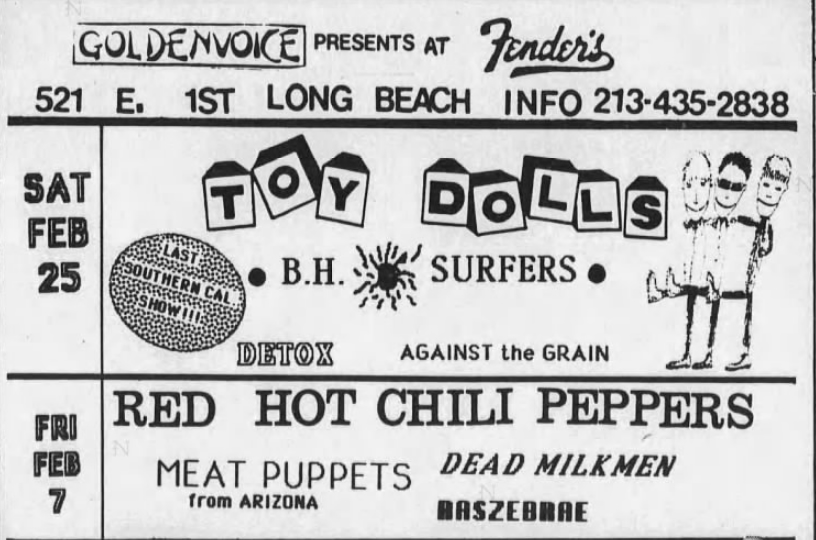 GOLDENVOICE PRESENTS AT Fender's
521 E. 1ST LONG BEACH INFO 213-435-2838
SAT
FEB
25
TOY DOLLS
LAST
SOUTHERN CAL
SHOW!!!
• B.H. SURFERS •
DETOX AGAINST the GRAIN
FRI
FEB
7
RED HOT CHILI PEPPERS
MEAT PUPPETS
from ARIZONA
DEAD MILKMEN
RASZEBRAE